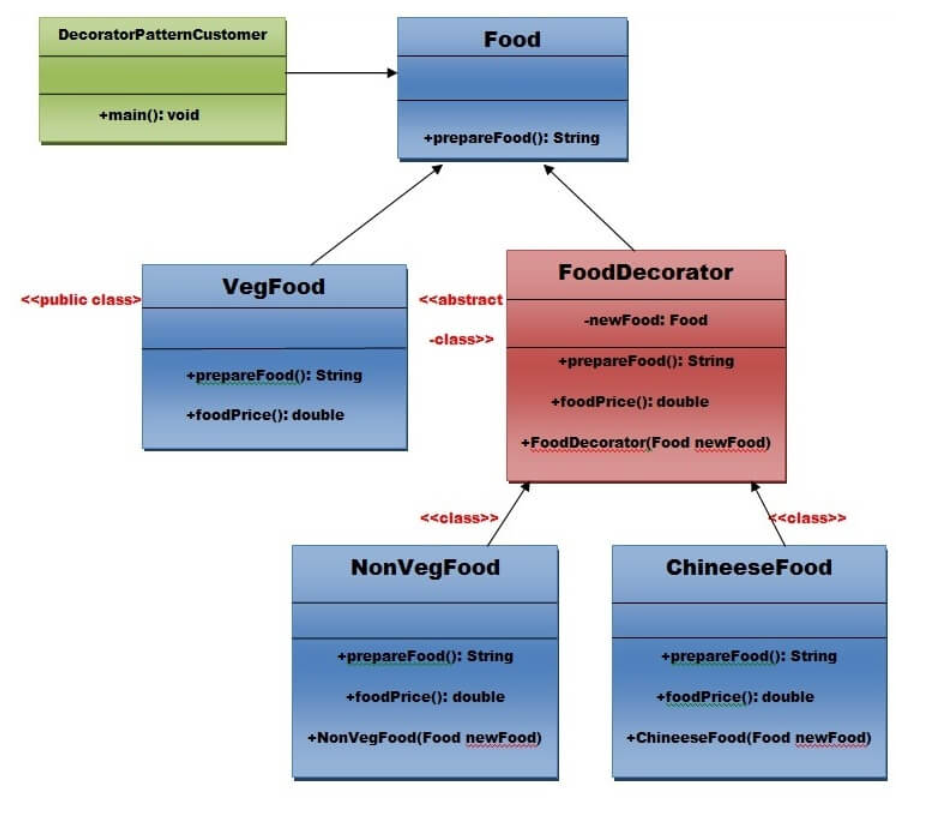 DecoratorPatternCustomer
+main(): void
Food
+prepareFood(): String
<<public class>
VegFood
+prepareFood(): String
+foodPrice(): double
<<abstract
-class>>
FoodDecorator
-newFood: Food
+prepareFood(): String
+foodPrice(): double
+FoodDecorator(Food newFood)
<<class>>
NonVegFood
+prepareFood(): String
+foodPrice(): double
+NonVegFood(Food newFood)
<<class>>
ChineeseFood
+prepareFood(): String
+foodPrice(): double
+ChineeseFood(Food newFood)